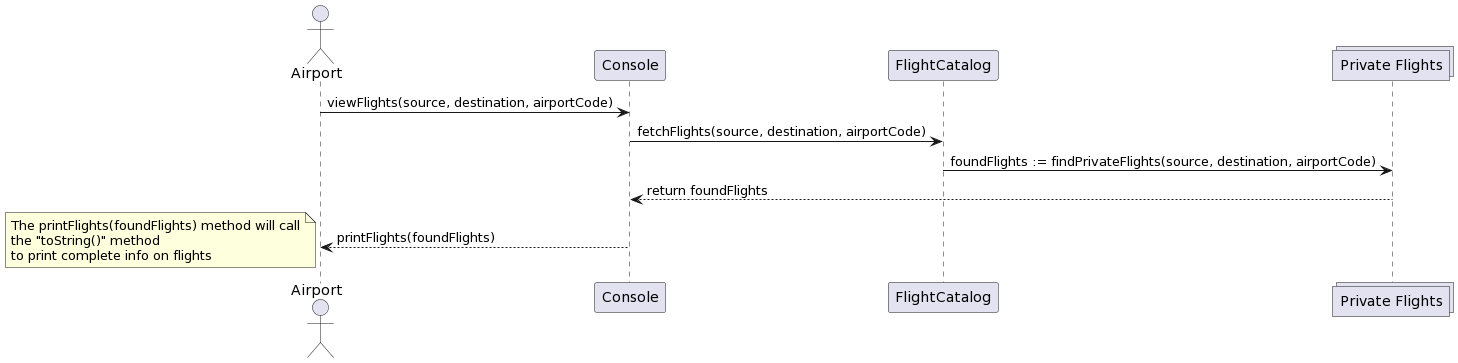 Airport
Console
FlightCatalog
Private Flights
viewFlights(source, destination, airportCode)
fetchFlights(source, destination, airportCode)
foundFlights := findPrivateFlights(source, destination, airportCode)
return foundFlights
The printFlights(foundFlights) method will call
the "toString()" method
to print complete info on flights
printFlights(foundFlights)
Airport
Console
FlightCatalog
Private Flights